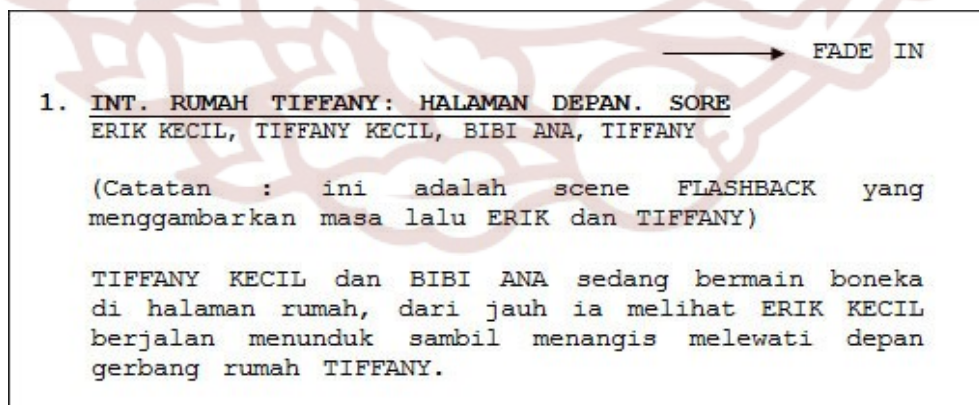 FADE IN
1. INT. RUMAH TIFFANY: HALAMAN DEPAN. SORE
ERIK KECIL, TIFFANY KECIL, BIBI ANA, TIFFANY
(Catatan : ini adalah scene FLASHBACK yang
menggambarkan masa lalu ERIK dan TIFFANY)
TIFFANY KECIL dan BIBI ANA sedang bermain boneka
di halaman rumah, dari jauh ia melihat ERIK KECIL
berjalan menunduk sambil menangis melewati depan
gerbang rumah TIFFANY.